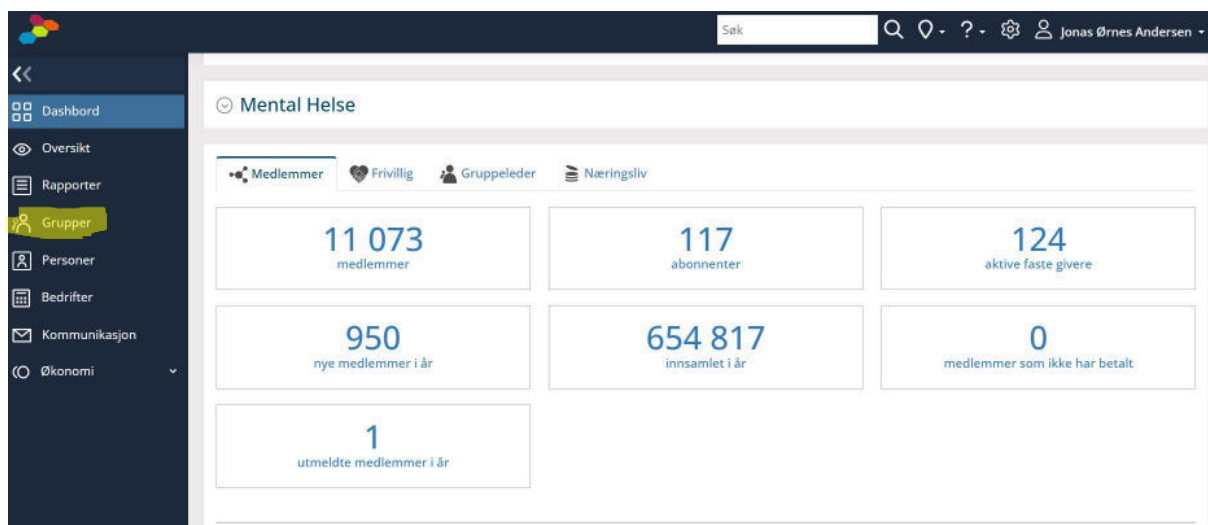 Søk
? Jonas Ørnes Andersen
Dashbord
Oversikt
Rapporter
Grupper
Personer
Bedrifter
Kommunikasjon
Økonomi
Mental Helse
Medlemmer Frivillig Gruppeleder Næringsliv
11 073
medlemmer
117
abonnenter
124
aktive faste givere
950
nye medlemmer i år
654 817
innsamlet i år
0
medlemmer som ikke har betalt
1
utmeldte medlemmer i år